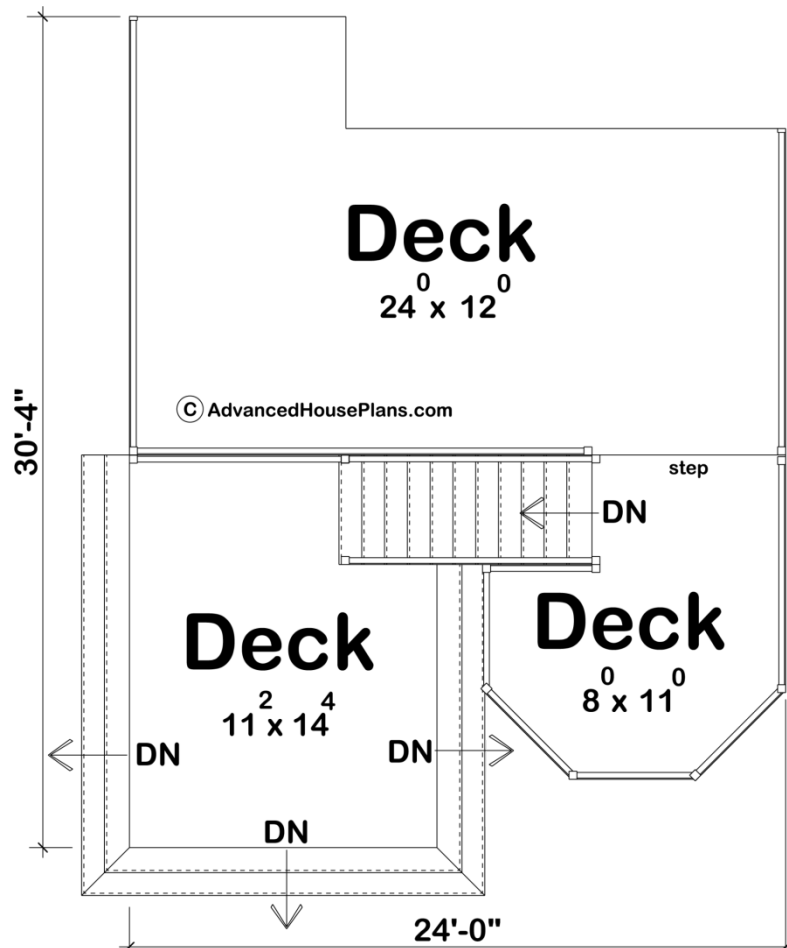 Deck
24⁰ x 12⁰
© AdvancedHousePlans.com
30'-4"
step
DN
Deck
8⁰ x 11⁰
Deck
11² x 14⁴
DN
DN
DN
24'-0"